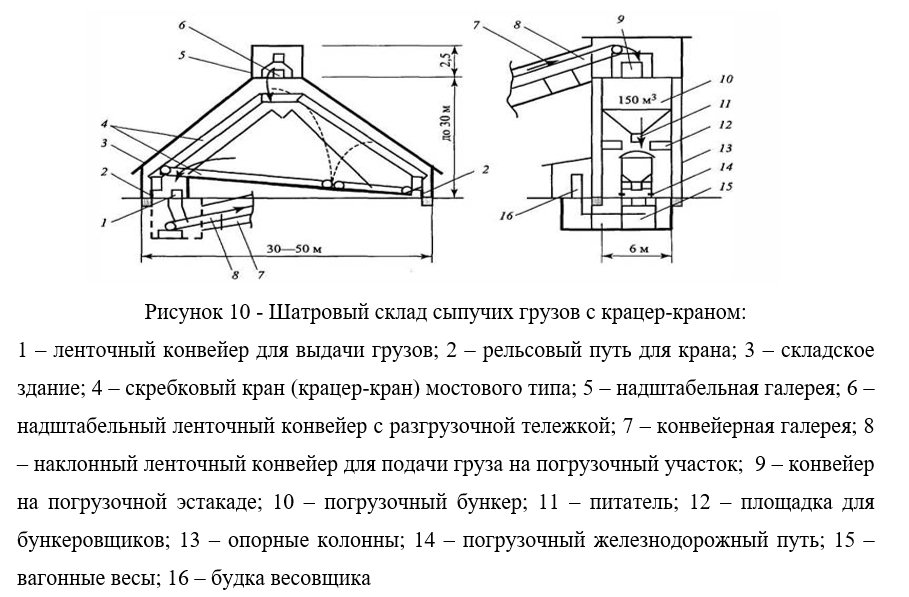 6
5
4
3
2
1
2
8
7
2,5
до 30 м
30—50 м
7
8
9
10
11
12
13
14
15
16
150 м³
6 м
Рисунок 10 - Шатровый склад сыпучих грузов с крацер-краном:
1 – ленточный конвейер для выдачи грузов; 2 – рельсовый путь для крана; 3 – складское
здание; 4 – скребковый кран (крацер-кран) мостового типа; 5 – надштабельная галерея; 6 –
надштабельный ленточный конвейер с разгрузочной тележкой; 7 – конвейерная галерея; 8
– наклонный ленточный конвейер для подачи груза на погрузочный участок; 9 – конвейер
на погрузочной эстакаде; 10 – погрузочный бункер; 11 – питатель; 12 – площадка для
бункеровщиков; 13 – опорные колонны; 14 – погрузочный железнодорожный путь; 15 –
вагонные весы; 16 – будка весовщика